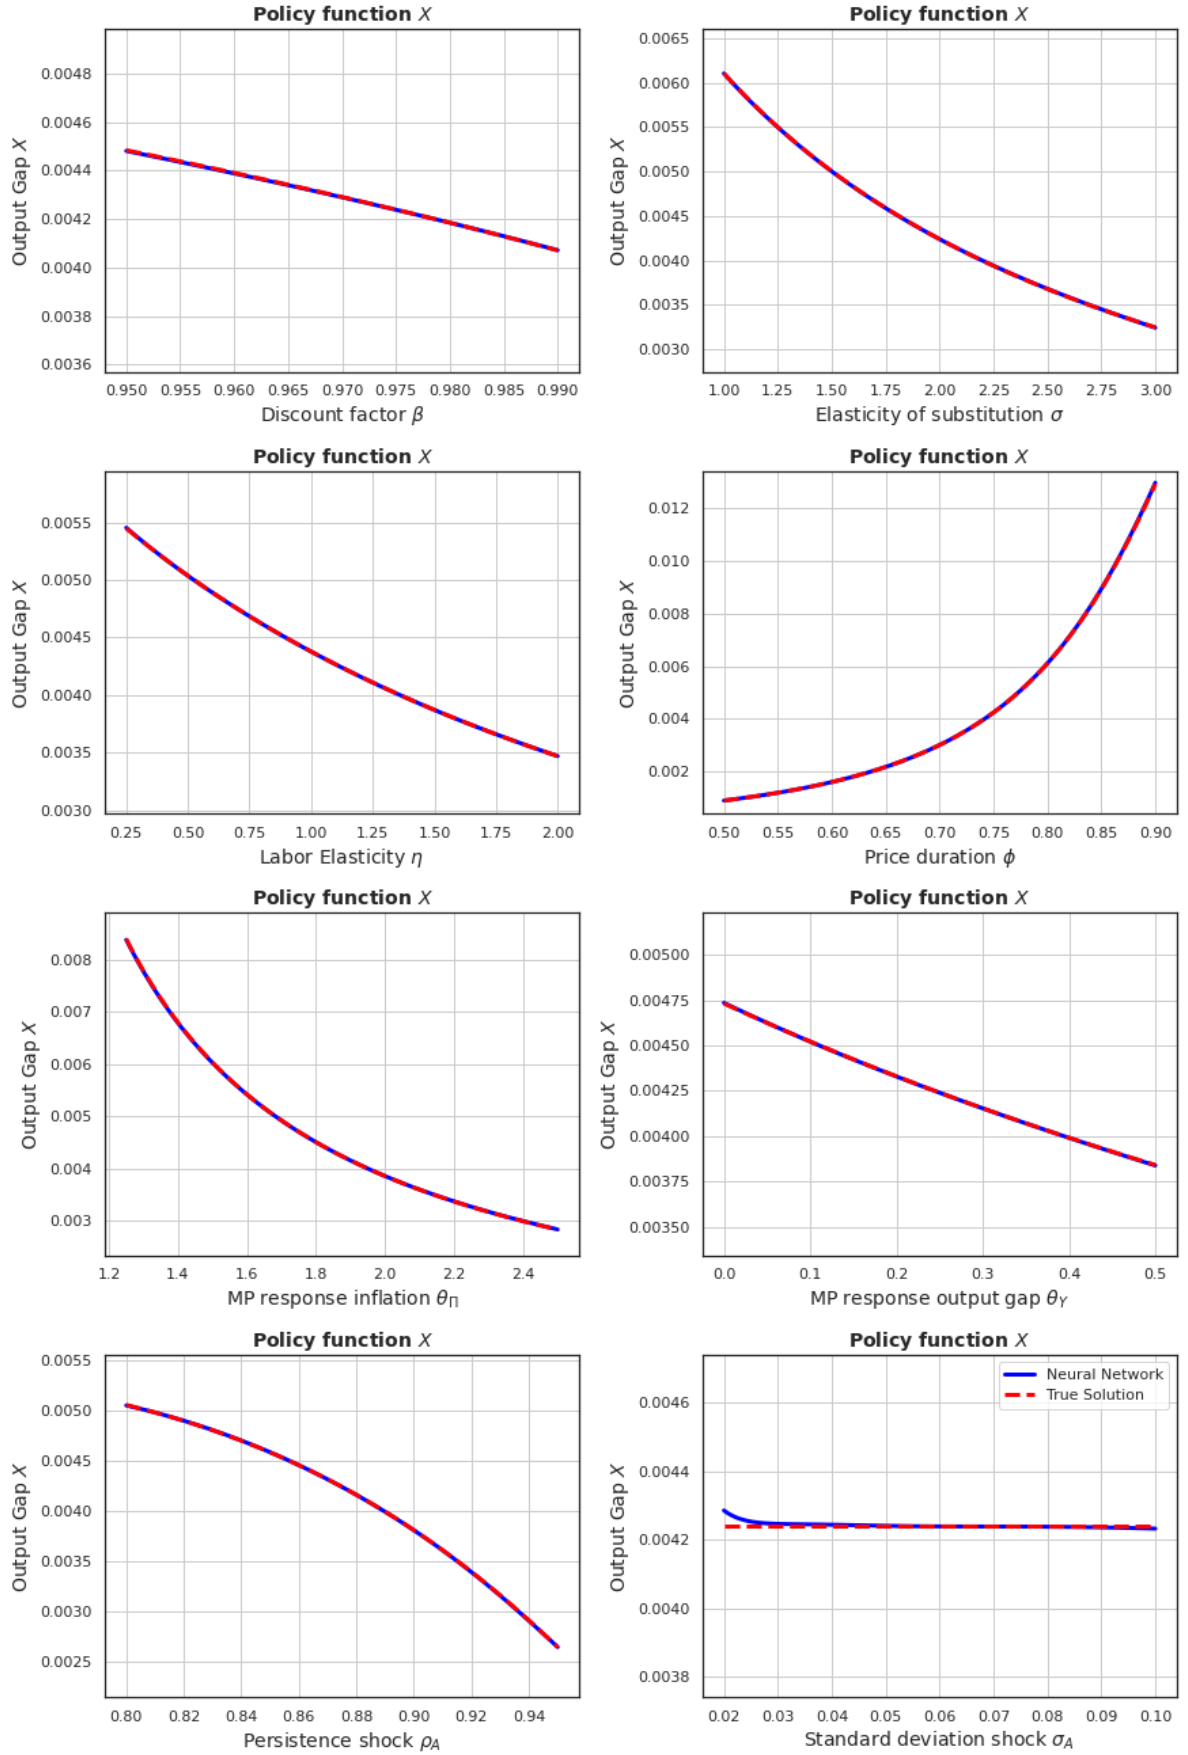 Policy function X
Output Gap X
0.0048
0.0046
0.0044
0.0042
0.0040
0.0038
0.0036
0.950 0.955 0.960 0.965 0.970 0.975 0.980 0.985 0.990
Discount factor β
Policy function X
Output Gap X
0.0065
0.0060
0.0055
0.0050
0.0045
0.0040
0.0035
0.0030
1.00 1.25 1.50 1.75 2.00 2.25 2.50 2.75 3.00
Elasticity of substitution σ
Policy function X
Output Gap X
0.0055
0.0050
0.0045
0.0040
0.0035
0.0030
0.25 0.50 0.75 1.00 1.25 1.50 1.75 2.00
Labor Elasticity η
Policy function X
Output Gap X
0.012
0.010
0.008
0.006
0.004
0.002
0.50 0.55 0.60 0.65 0.70 0.75 0.80 0.85 0.90
Price duration ϕ
Policy function X
Output Gap X
0.008
0.007
0.006
0.005
0.004
0.003
1.2 1.4 1.6 1.8 2.0 2.2 2.4
MP response inflation θ_Π
Policy function X
Output Gap X
0.00500
0.00475
0.00450
0.00425
0.00400
0.00375
0.00350
0.0 0.1 0.2 0.3 0.4 0.5
MP response output gap θ_Y
Policy function X
Output Gap X
0.0055
0.0050
0.0045
0.0040
0.0035
0.0030
0.0025
0.80 0.82 0.84 0.86 0.88 0.90 0.92 0.94
Persistence shock ρ_A
Policy function X
Neural Network
True Solution
Output Gap X
0.0046
0.0044
0.0042
0.0040
0.0038
0.02 0.03 0.04 0.05 0.06 0.07 0.08 0.09 0.10
Standard deviation shock σ_A